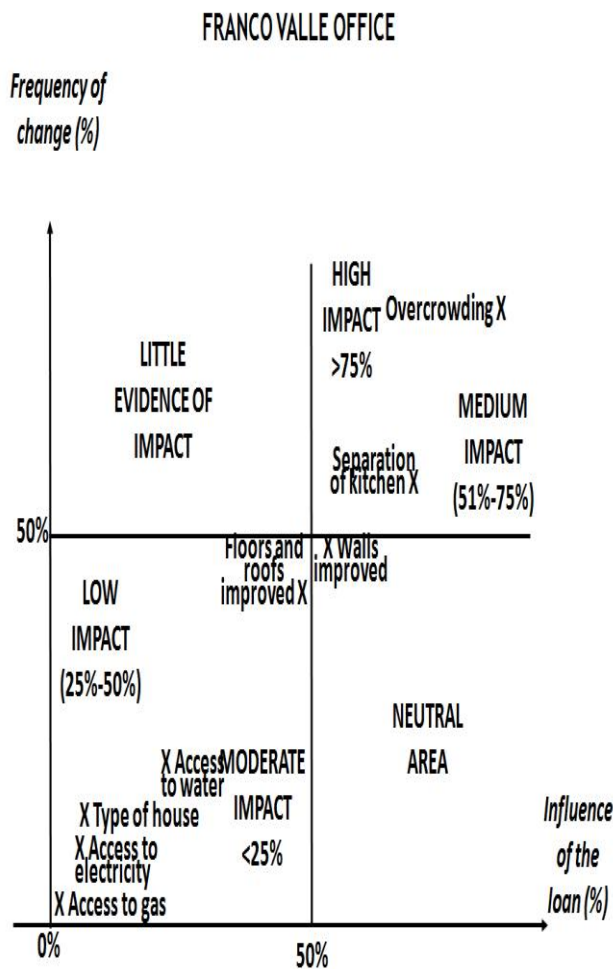 FRANCO VALLE OFFICE
Frequency of
change (%)
HIGH
IMPACT
>75%
Overcrowding X
LITTLE
EVIDENCE OF
IMPACT
MEDIUM
IMPACT
(51%-75%)
Separation
of kitchen X
50%
Floors and
roofs
improved X
X Walls
improved
LOW
IMPACT
(25%-50%)
NEUTRAL
AREA
X Access
to water
MODERATE
IMPACT
<25%
X Type of house
X Access to
electricity
X Access to gas
Influence
of the
loan (%)
0%
50%